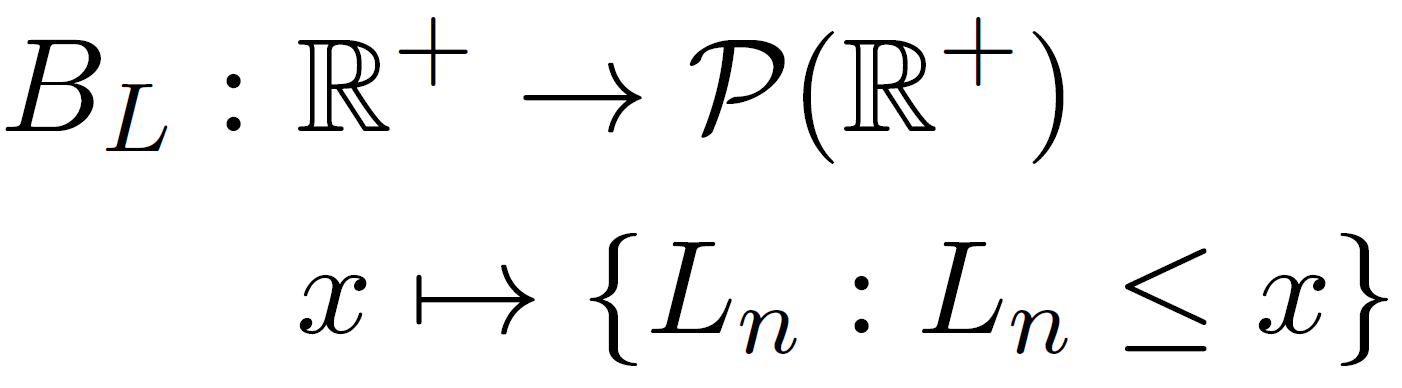 B_L : ℝ⁺ → 𝒫(ℝ⁺)
x ↦ {L_n : L_n ≤ x}